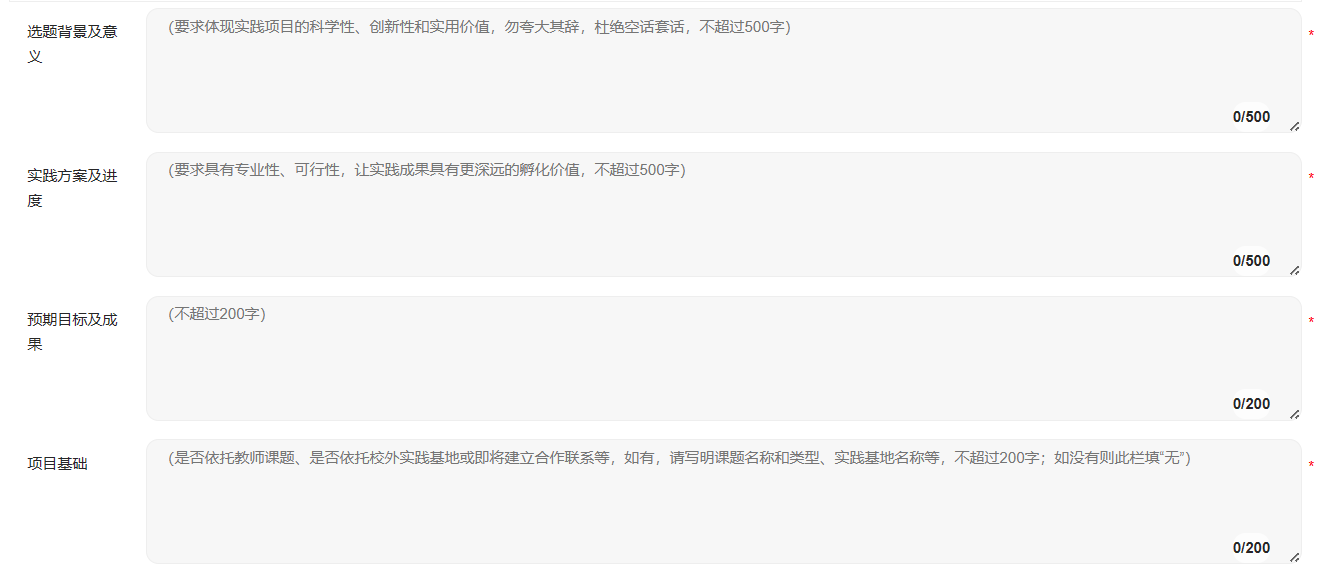 选题背景及意
义
(要求体现实践项目的科学性、创新性和实用价值，勿夸大其辞，杜绝空话套话，不超过500字)
*
0/500
实践方案及进
度
(要求具有专业性、可行性，让实践成果具有更深远的孵化价值，不超过500字)
*
0/500
预期目标及成
果
(不超过200字)
*
0/200
项目基础
(是否依托教师课题、是否依托校外实践基地或即将建立合作联系等，如有，请写明课题名称和类型、实践基地名称等，不超过200字；如没有则此栏填“无”)
*
0/200